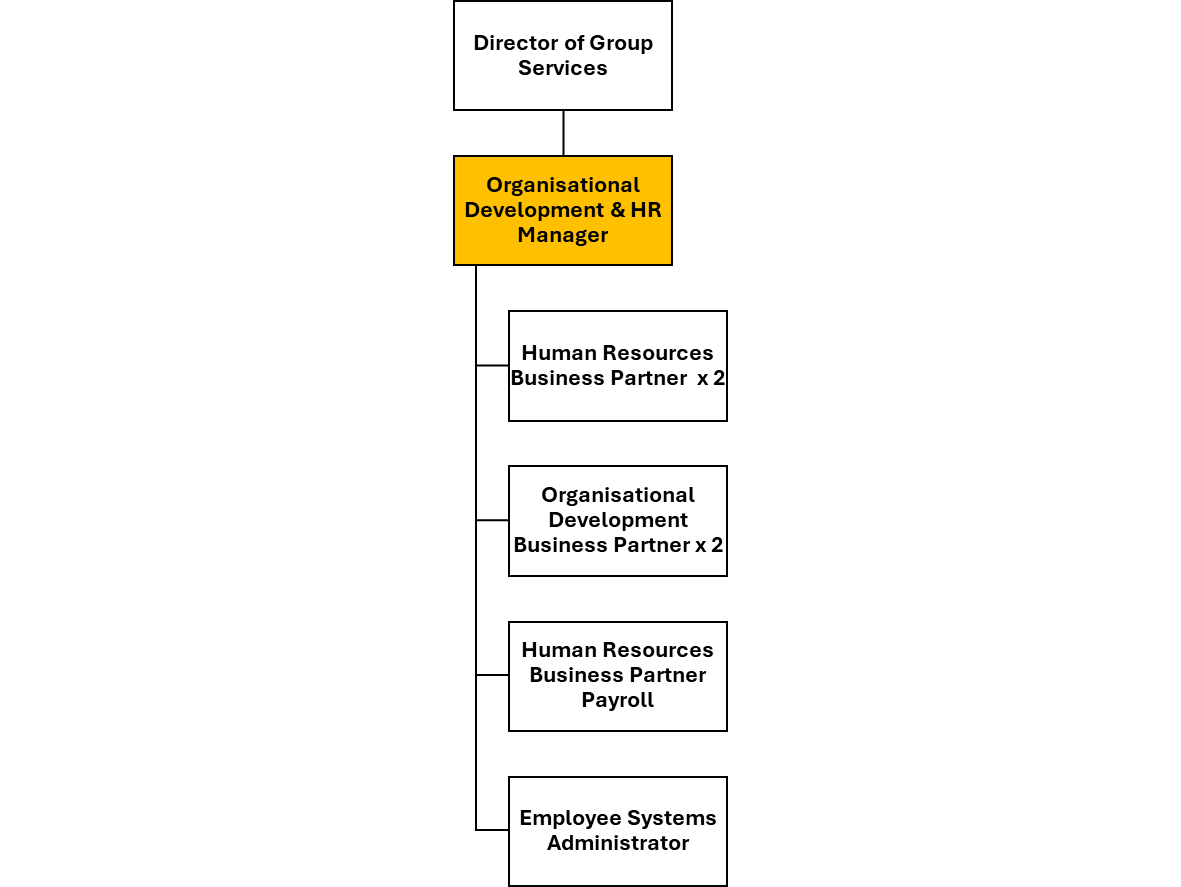 Director of Group
Services
Organisational
Development & HR
Manager
Human Resources
Business Partner  x 2
Organisational
Development
Business Partner x 2
Human Resources
Business Partner
Payroll
Employee Systems
Administrator